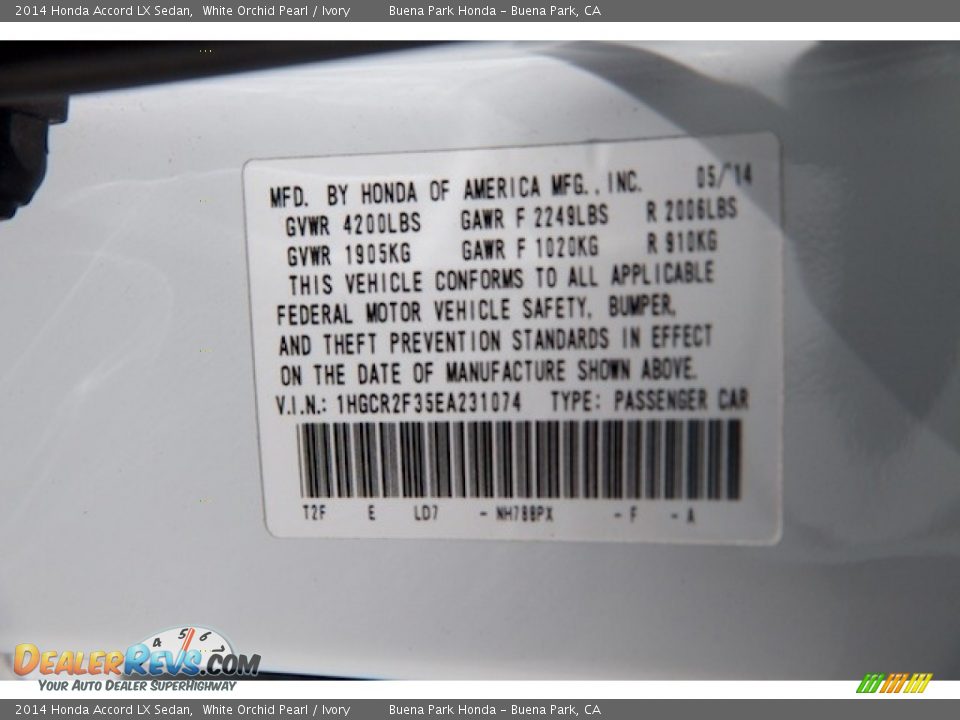 2014 Honda Accord LX Sedan, White Orchid Pearl / Ivory Buena Park Honda - Buena Park, CA
MFD. BY HONDA OF AMERICA MFG., INC. 05/'14
GVWR 4200LBS GAWR F 2249LBS R 2006LBS
GVWR 1905KG GAWR F 1020KG R 910KG
THIS VEHICLE CONFORMS TO ALL APPLICABLE
FEDERAL MOTOR VEHICLE SAFETY, BUMPER,
AND THEFT PREVENTION STANDARDS IN EFFECT
ON THE DATE OF MANUFACTURE SHOWN ABOVE.
V.I.N.: 1HGCR2F35EA231074 TYPE: PASSENGER CAR
T2F E LD7 - NH788PX - F - A
4 5 6 7
DealerRevs.com
Your Auto Dealer SuperHighway
2014 Honda Accord LX Sedan, White Orchid Pearl / Ivory Buena Park Honda - Buena Park, CA